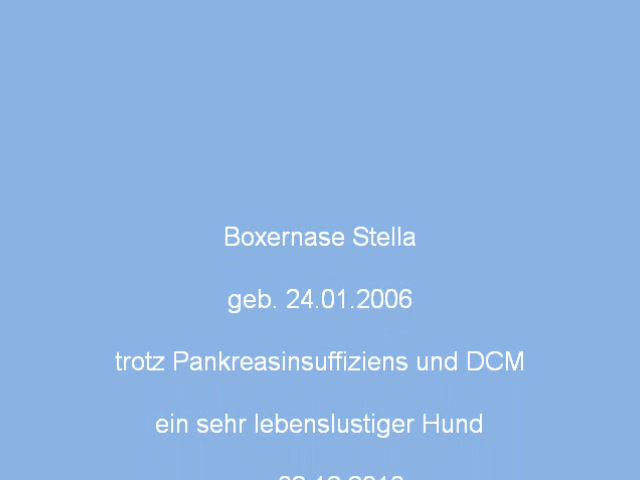 Boxernase Stella
geb. 24.01.2006
trotz Pankreasinsuffiziens und DCM
ein sehr lebenslustiger Hund